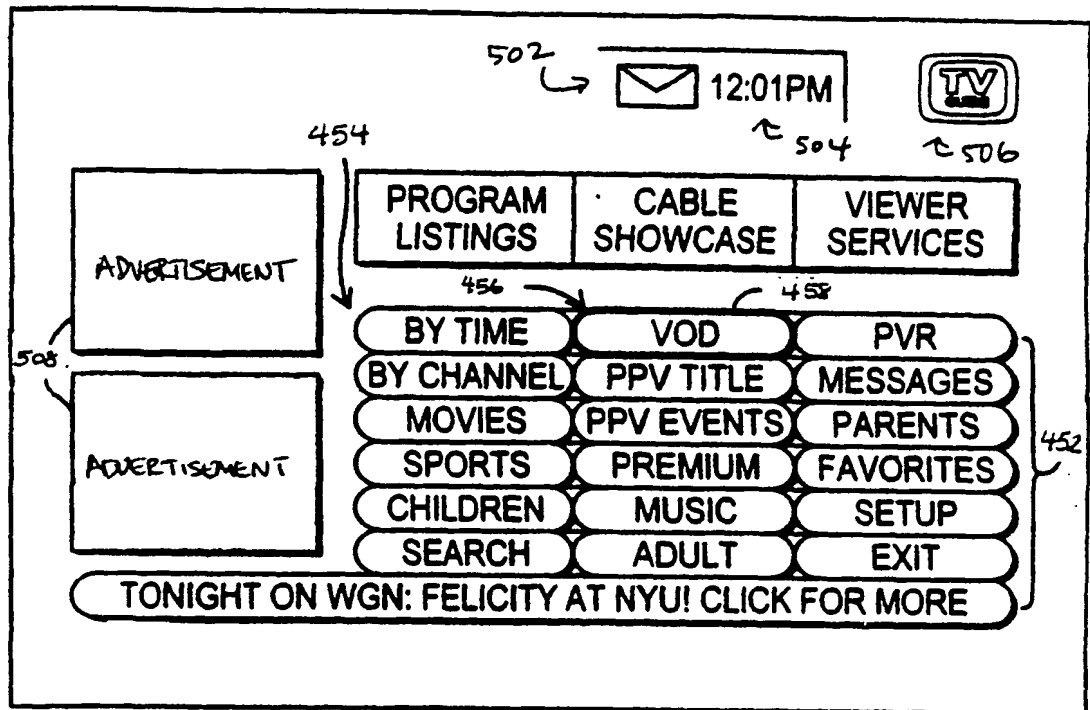 502
12:01PM
TV
GUIDE
504
506
454
PROGRAM LISTINGS
CABLE SHOWCASE
VIEWER SERVICES
ADVERTISEMENT
456
458
508
BY TIME VOD PVR
BY CHANNEL PPV TITLE MESSAGES
MOVIES PPV EVENTS PARENTS
452
ADVERTISEMENT
SPORTS PREMIUM FAVORITES
CHILDREN MUSIC SETUP
SEARCH ADULT EXIT
TONIGHT ON WGN: FELICITY AT NYU! CLICK FOR MORE